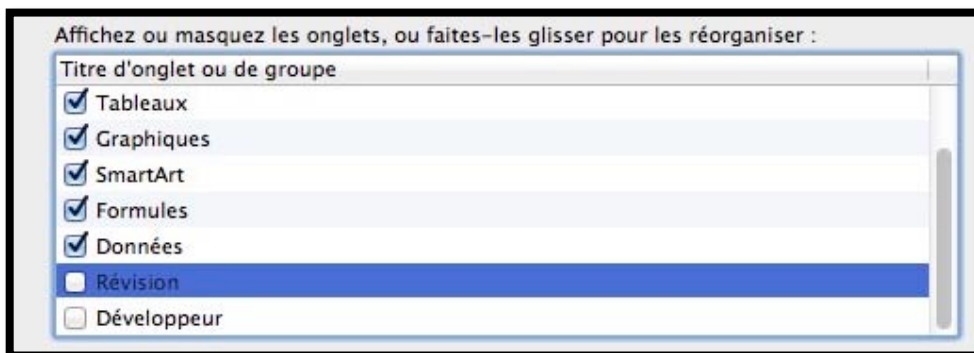 Affichez ou masquez les onglets, ou faites-les glisser pour les réorganiser :
Titre d'onglet ou de groupe
Tableaux
Graphiques
SmartArt
Formules
Données
Révision
Développeur